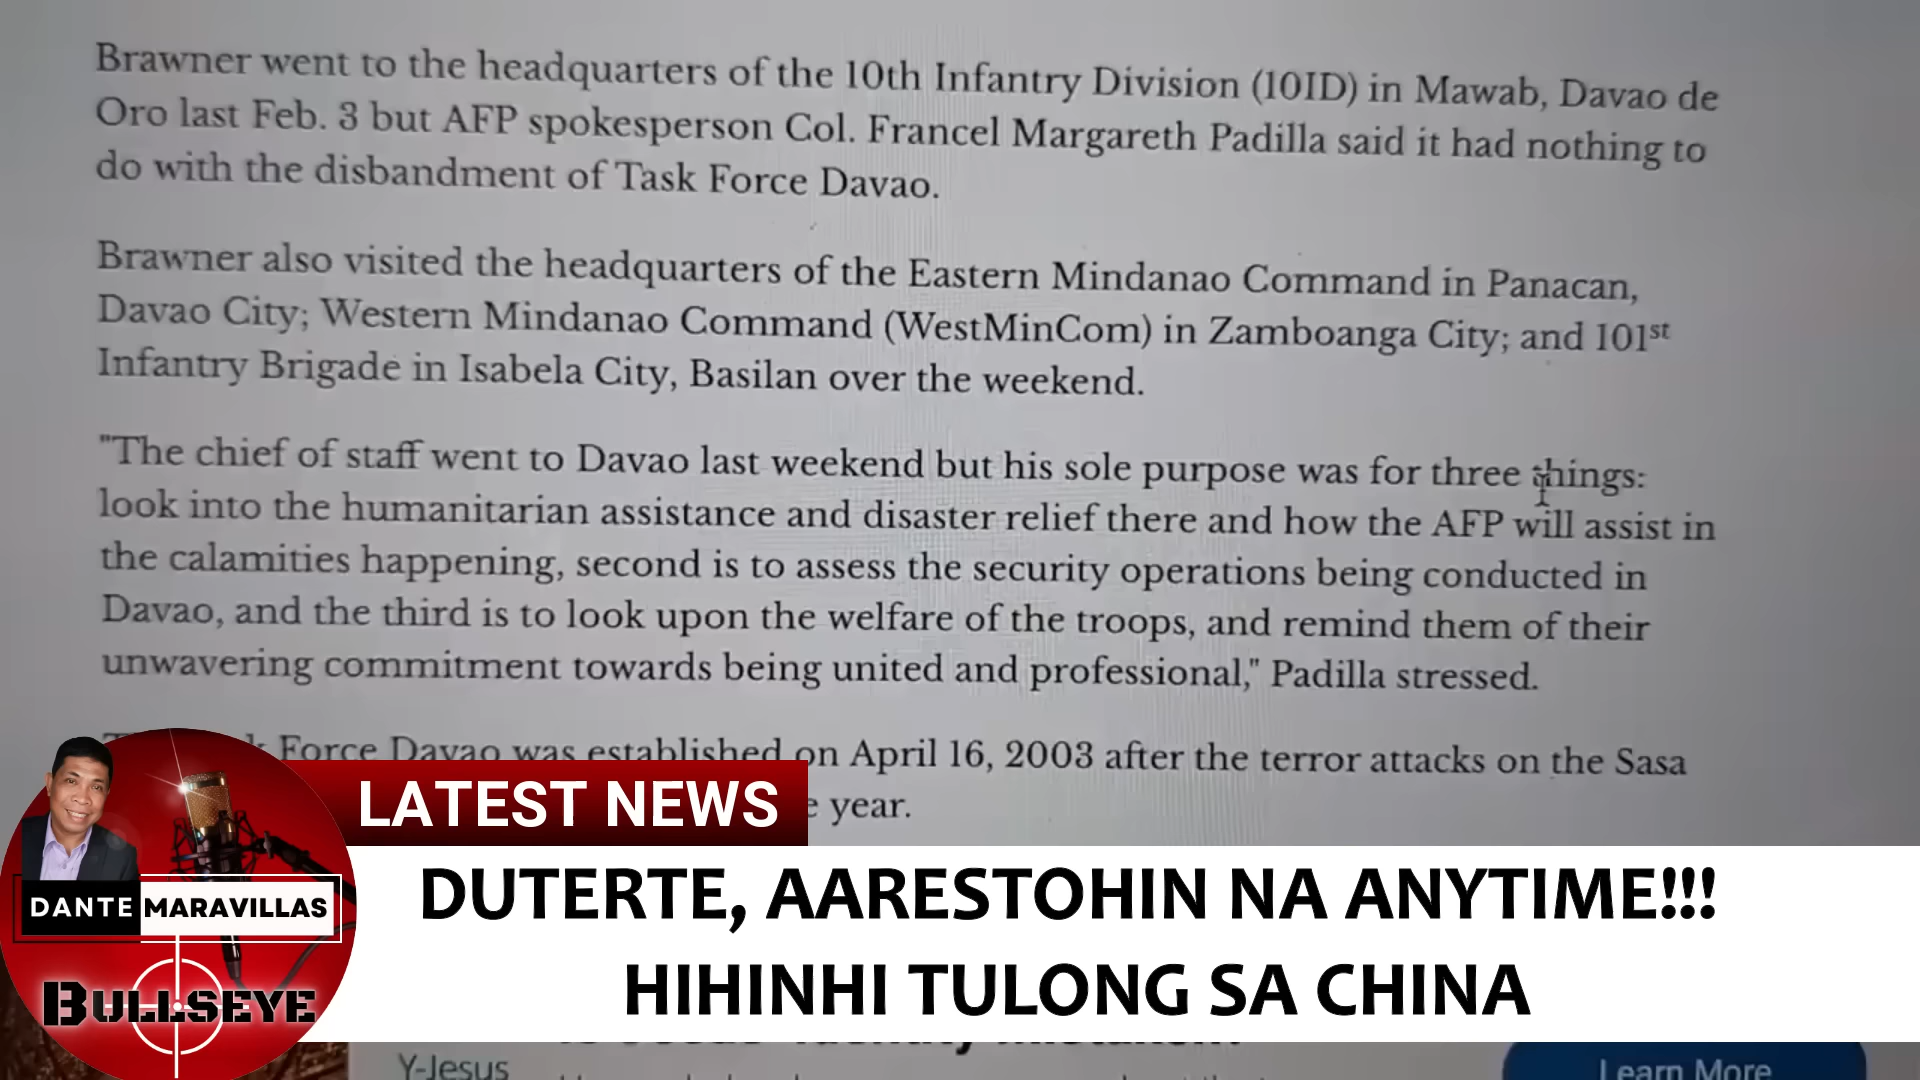 Brawner went to the headquarters of the 10th Infantry Division (10ID) in Mawab, Davao de
Oro last Feb. 3 but AFP spokesperson Col. Francel Margareth Padilla said it had nothing to
do with the disbandment of Task Force Davao.
Brawner also visited the headquarters of the Eastern Mindanao Command in Panacan,
Davao City; Western Mindanao Command (WestMinCom) in Zamboanga City; and 101st
Infantry Brigade in Isabela City, Basilan over the weekend.
"The chief of staff went to Davao last weekend but his sole purpose was for three things:
look into the humanitarian assistance and disaster relief there and how the AFP will assist in
the calamities happening, second is to assess the security operations being conducted in
Davao, and the third is to look upon the welfare of the troops, and remind them of their
unwavering commitment towards being united and professional," Padilla stressed.
Force Davao was established on April 16, 2003 after the terror attacks on the Sasa
year.
LATEST NEWS
DUTERTE, AARESTOHIN NA ANYTIME!!!
HIHINHI TULONG SA CHINA
DANTE MARAVILLAS
BULLSEYE
Y-Jesus
Learn More